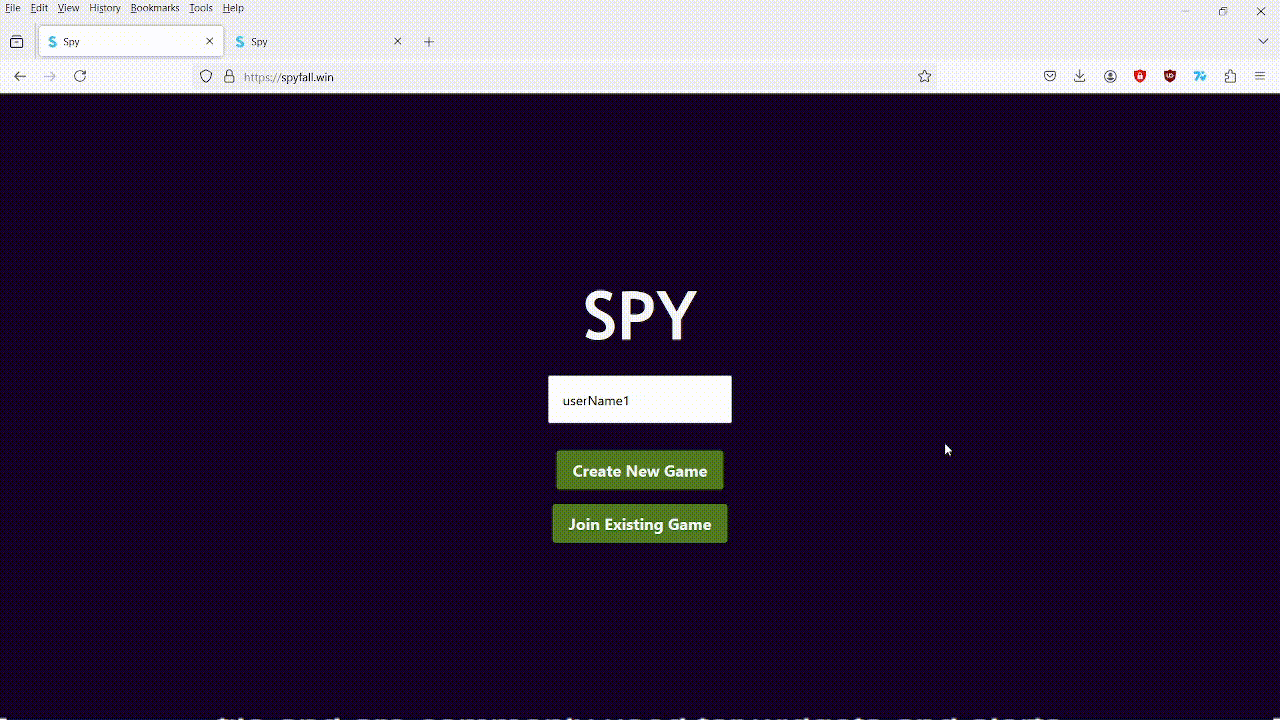 File Edit View History Bookmarks Tools Help
Spy Spy
https://spyfall.win
SPY
userName1
Create New Game
Join Existing Game